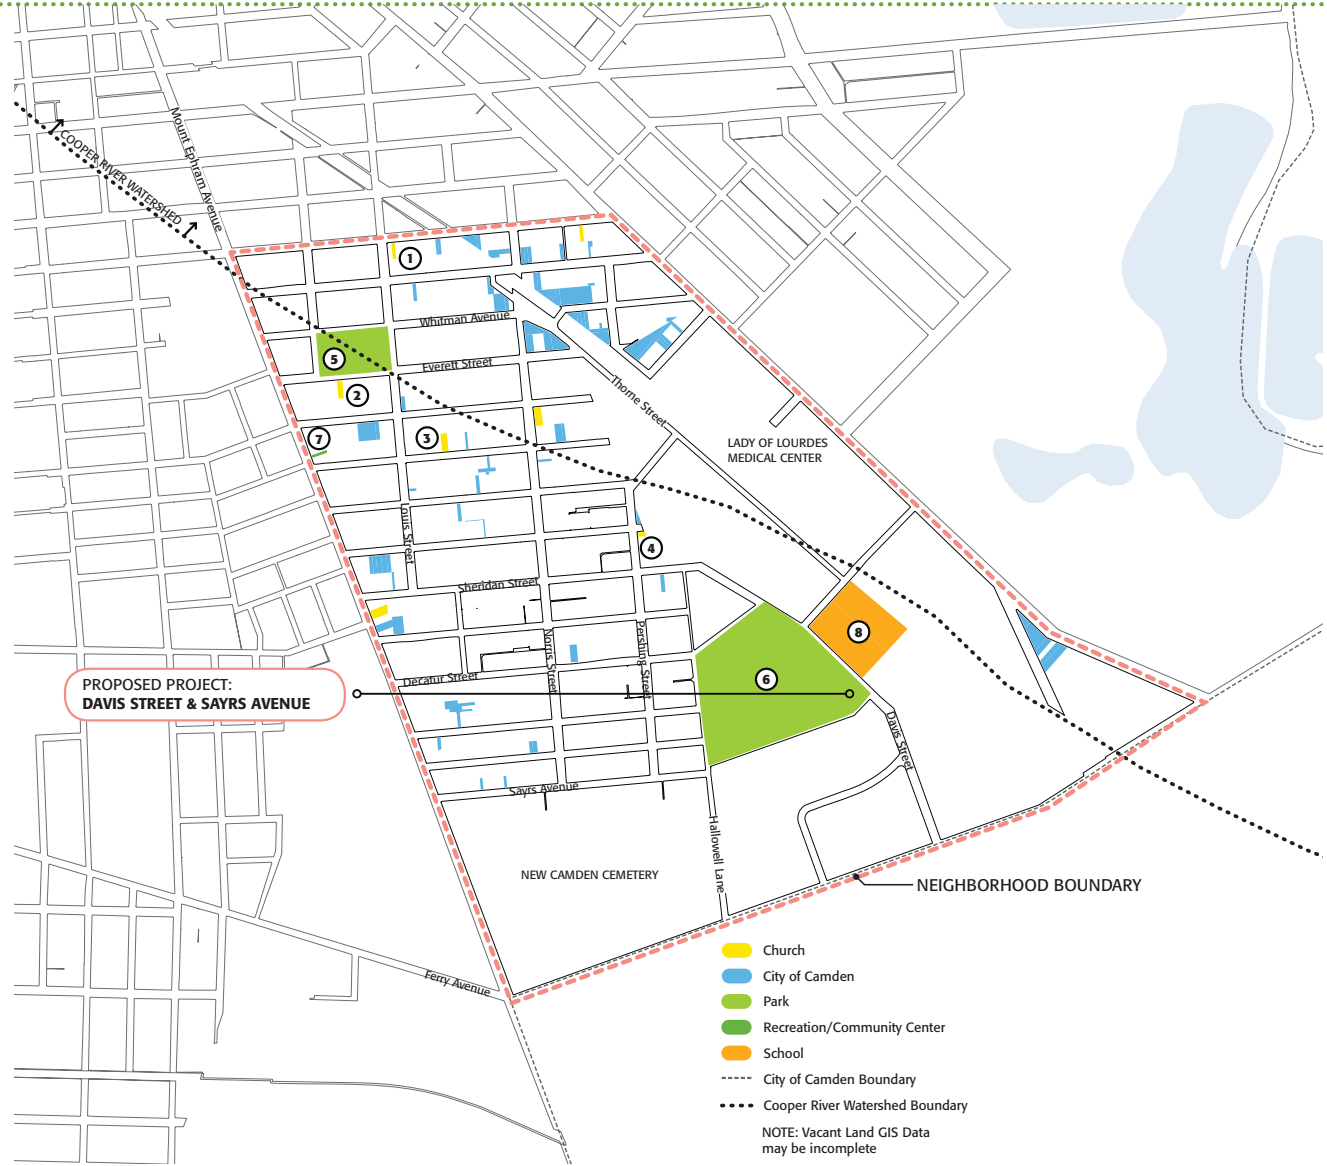 Mount Ephram Avenue
COOPER RIVER WATERSHED
1
Whitman Avenue
5
Everett Street
2
Thorne Street
7
3
LADY OF LOURDES
MEDICAL CENTER
Louis Street
4
Sheridan Street
8
Norris Street
Pershing Street
6
Decatur Street
PROPOSED PROJECT:
DAVIS STREET & SAYRS AVENUE
Davis Street
Sayrs Avenue
Hallowell Lane
NEW CAMDEN CEMETERY
NEIGHBORHOOD BOUNDARY
Ferry Avenue
Church
City of Camden
Park
Recreation/Community Center
School
City of Camden Boundary
Cooper River Watershed Boundary
NOTE: Vacant Land GIS Data
may be incomplete